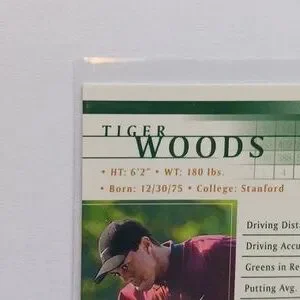 TIGER
WOODS
• HT: 6'2" • WT: 180 lbs.
• Born: 12/30/75 • College: Stanford
Driving Dist
Driving Accu
Greens in Re
Putting Avg.